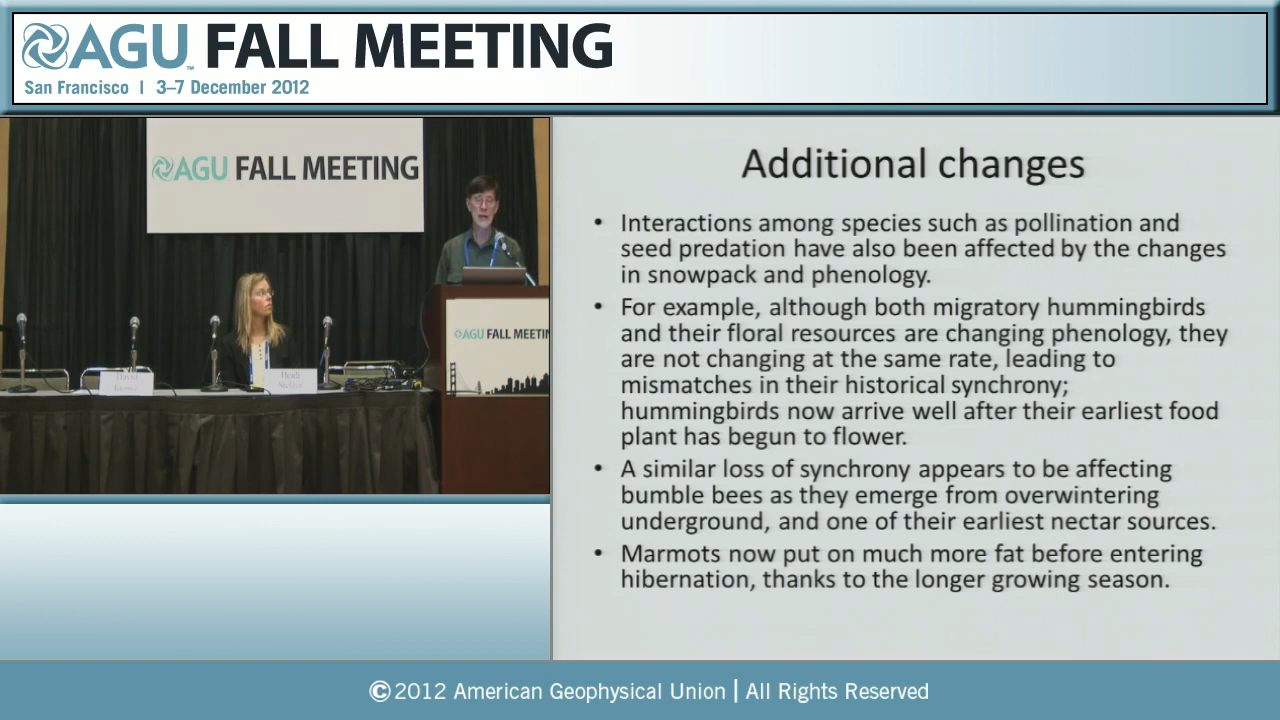 AGU FALL MEETING
San Francisco | 3–7 December 2012
AGU FALL MEETING
AGU FALL MEETIN
David
Heidi
Additional changes
• Interactions among species such as pollination and
seed predation have also been affected by the changes
in snowpack and phenology.
• For example, although both migratory hummingbirds
and their floral resources are changing phenology, they
are not changing at the same rate, leading to
mismatches in their historical synchrony;
hummingbirds now arrive well after their earliest food
plant has begun to flower.
• A similar loss of synchrony appears to be affecting
bumble bees as they emerge from overwintering
underground, and one of their earliest nectar sources.
• Marmots now put on much more fat before entering
hibernation, thanks to the longer growing season.
© 2012 American Geophysical Union | All Rights Reserved